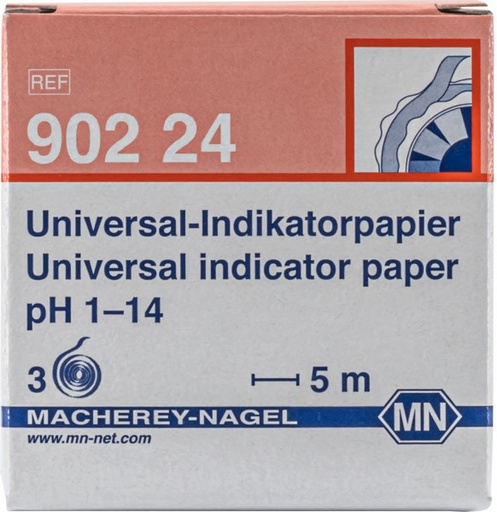 REF
902 24
Universal-Indikatorpapier
Universal indicator paper
pH 1–14
3 5 m
MACHEREY-NAGEL MN
www.mn-net.com